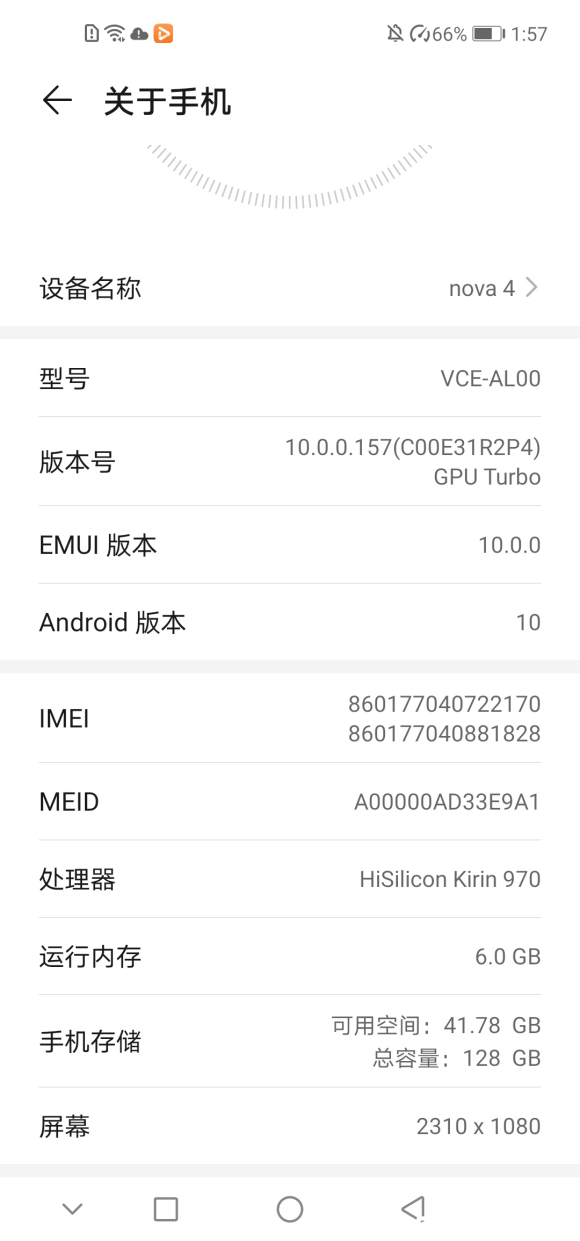 66% 1:57
关于手机
设备名称 nova 4
型号 VCE-AL00
版本号 10.0.0.157(C00E31R2P4)
GPU Turbo
EMUI 版本 10.0.0
Android 版本 10
IMEI 860177040722170
860177040881828
MEID A00000AD33E9A1
处理器 HiSilicon Kirin 970
运行内存 6.0 GB
手机存储 可用空间：41.78 GB
总容量：128 GB
屏幕 2310 x 1080